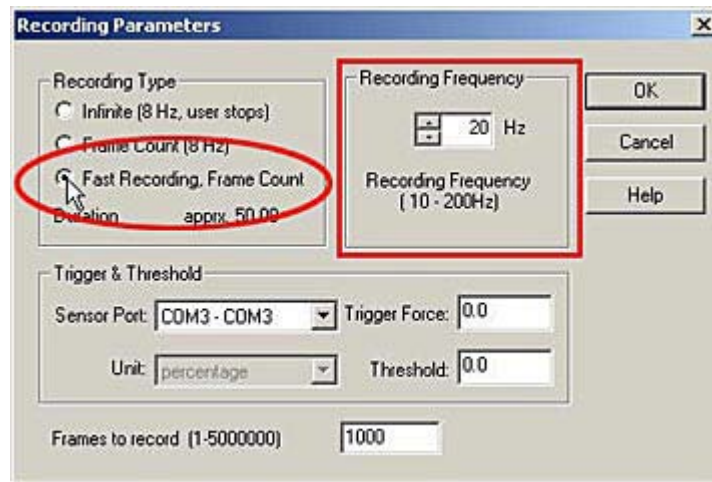 Recording Parameters
Recording Type
Infinite (8 Hz, user stops)
Frame Count (8 Hz)
Fast Recording, Frame Count
Duration apprx. 50.00
Recording Frequency
20 Hz
Recording Frequency
( 10 - 200Hz)
OK
Cancel
Help
Trigger & Threshold
Sensor Port: COM3 - COM3
Trigger Force: 0.0
Unit: percentage
Threshold: 0.0
Frames to record (1-5000000) 1000